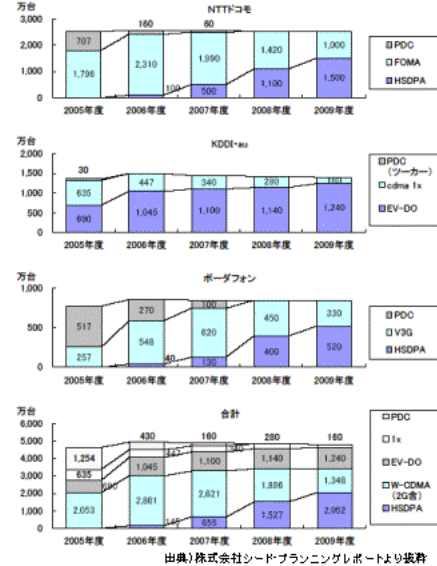 NTTドコモ
万台
3,000
2,000
1,000
0
707
1,796
160
2,310
100
60
1,990
500
1,420
1,100
1,000
1,500
2005年度 2006年度 2007年度 2008年度 2009年度
PDC
FOMA
HSDPA
KDDI・au
万台
2,000
1,500
1,000
500
0
30
635
690
447
1,045
340
1,100
280
1,140
160
1,240
2005年度 2006年度 2007年度 2008年度 2009年度
PDC
(ツーカー)
cdma 1x
EV-DO
ボーダフォン
万台
1,000
500
0
517
257
270
548
40
100
620
130
450
400
330
520
2005年度 2006年度 2007年度 2008年度 2009年度
PDC
V3G
HSDPA
合計
万台
6,000
5,000
4,000
3,000
2,000
1,000
0
1,254
635
690
2,053
430
447
1,045
2,861
160
1,100
2,621
655
280
1,140
1,886
1,527
160
1,240
1,348
2,052
2005年度 2006年度 2007年度 2008年度 2009年度
PDC
1x
EV-DO
W-CDMA
(2G含)
HSDPA
出典)株式会社シード・プランニングレポートより抜粋